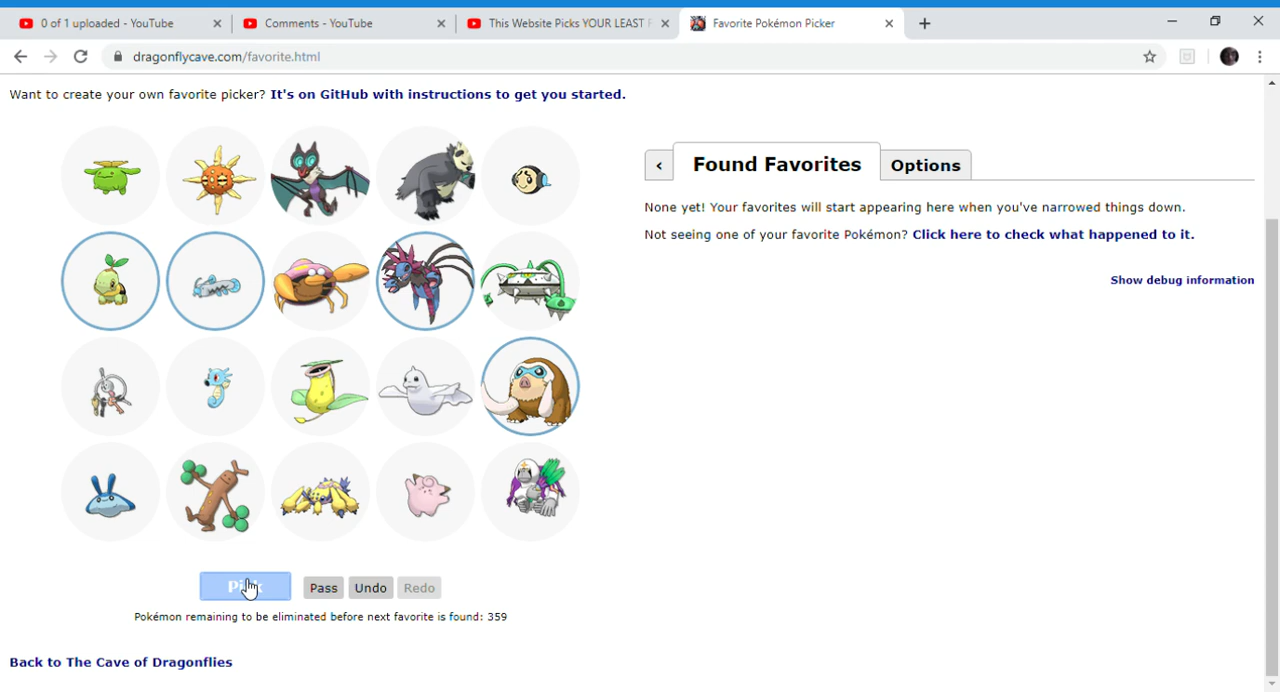 0 of 1 uploaded - YouTube
Comments - YouTube
This Website Picks YOUR LEAST F
Favorite Pokémon Picker
dragonflycave.com/favorite.html
Want to create your own favorite picker? It's on GitHub with instructions to get you started.
Found Favorites
Options
None yet! Your favorites will start appearing here when you've narrowed things down.
Not seeing one of your favorite Pokémon? Click here to check what happened to it.
Show debug information
Pick
Pass
Undo
Redo
Pokémon remaining to be eliminated before next favorite is found: 359
Back to The Cave of Dragonflies